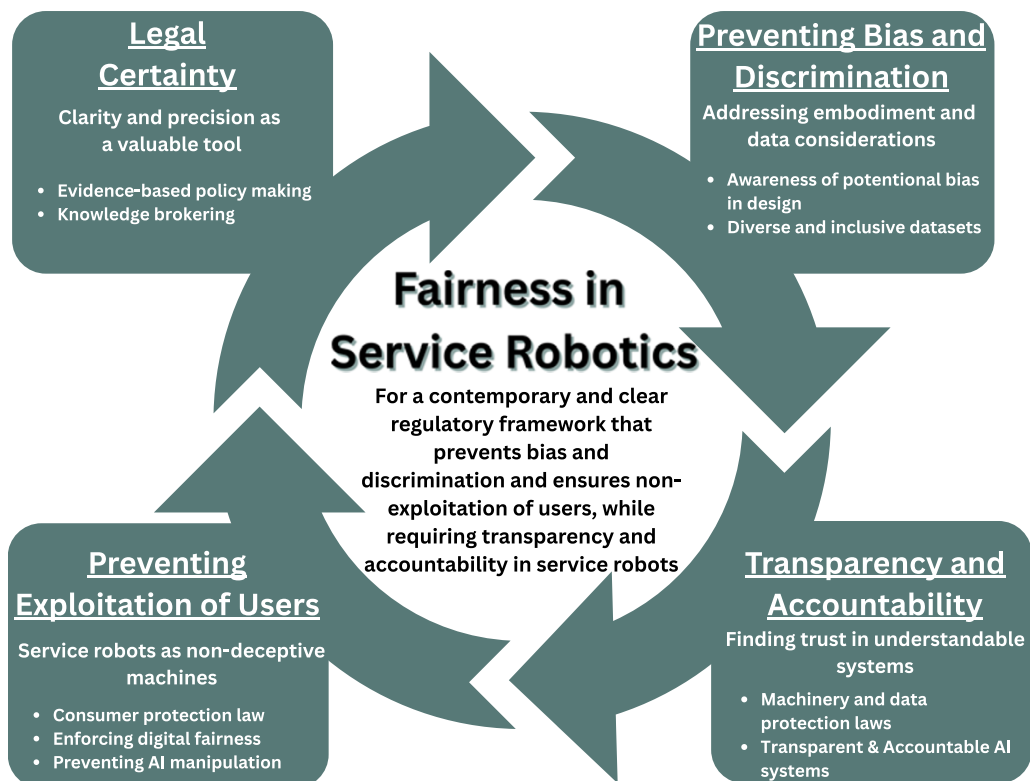 Legal
Certainty
Clarity and precision as
a valuable tool
• Evidence-based policy making
• Knowledge brokering
Preventing Bias and
Discrimination
Addressing embodiment and
data considerations
• Awareness of potentional bias
in design
• Diverse and inclusive datasets
Fairness in
Service Robotics
For a contemporary and clear
regulatory framework that
prevents bias and
discrimination and ensures non-
exploitation of users, while
requiring transparency and
accountability in service robots
Preventing
Exploitation of Users
Service robots as non-deceptive
machines
• Consumer protection law
• Enforcing digital fairness
• Preventing AI manipulation
Transparency and
Accountability
Finding trust in understandable
systems
• Machinery and data
protection laws
• Transparent & Accountable AI
systems